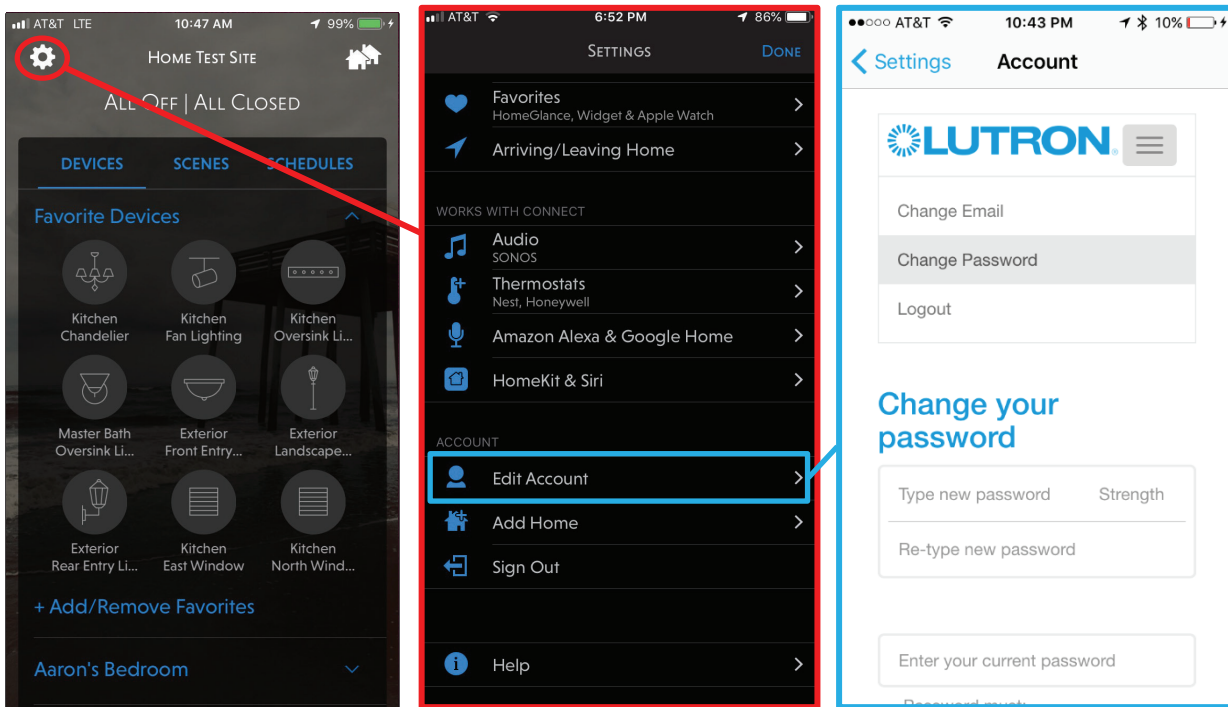 AT&T LTE 10:47 AM 99%
HOME TEST SITE
ALL OFF | ALL CLOSED
DEVICES SCENES SCHEDULES
Favorite Devices
Kitchen Chandelier
Kitchen Fan Lighting
Kitchen Oversink Li...
Master Bath Oversink Li...
Exterior Front Entry...
Exterior Landscape...
Exterior Rear Entry Li...
Kitchen East Window
Kitchen North Wind...
+ Add/Remove Favorites
Aaron's Bedroom
AT&T 6:52 PM 86%
SETTINGS DONE
Favorites
HomeGlance, Widget & Apple Watch
Arriving/Leaving Home
WORKS WITH CONNECT
Audio
SONOS
Thermostats
Nest, Honeywell
Amazon Alexa & Google Home
HomeKit & Siri
ACCOUNT
Edit Account
Add Home
Sign Out
Help
AT&T 10:43 PM 10%
Settings Account
LUTRON
Change Email
Change Password
Logout
Change your
password
Type new password Strength
Re-type new password
Enter your current password
Password must: